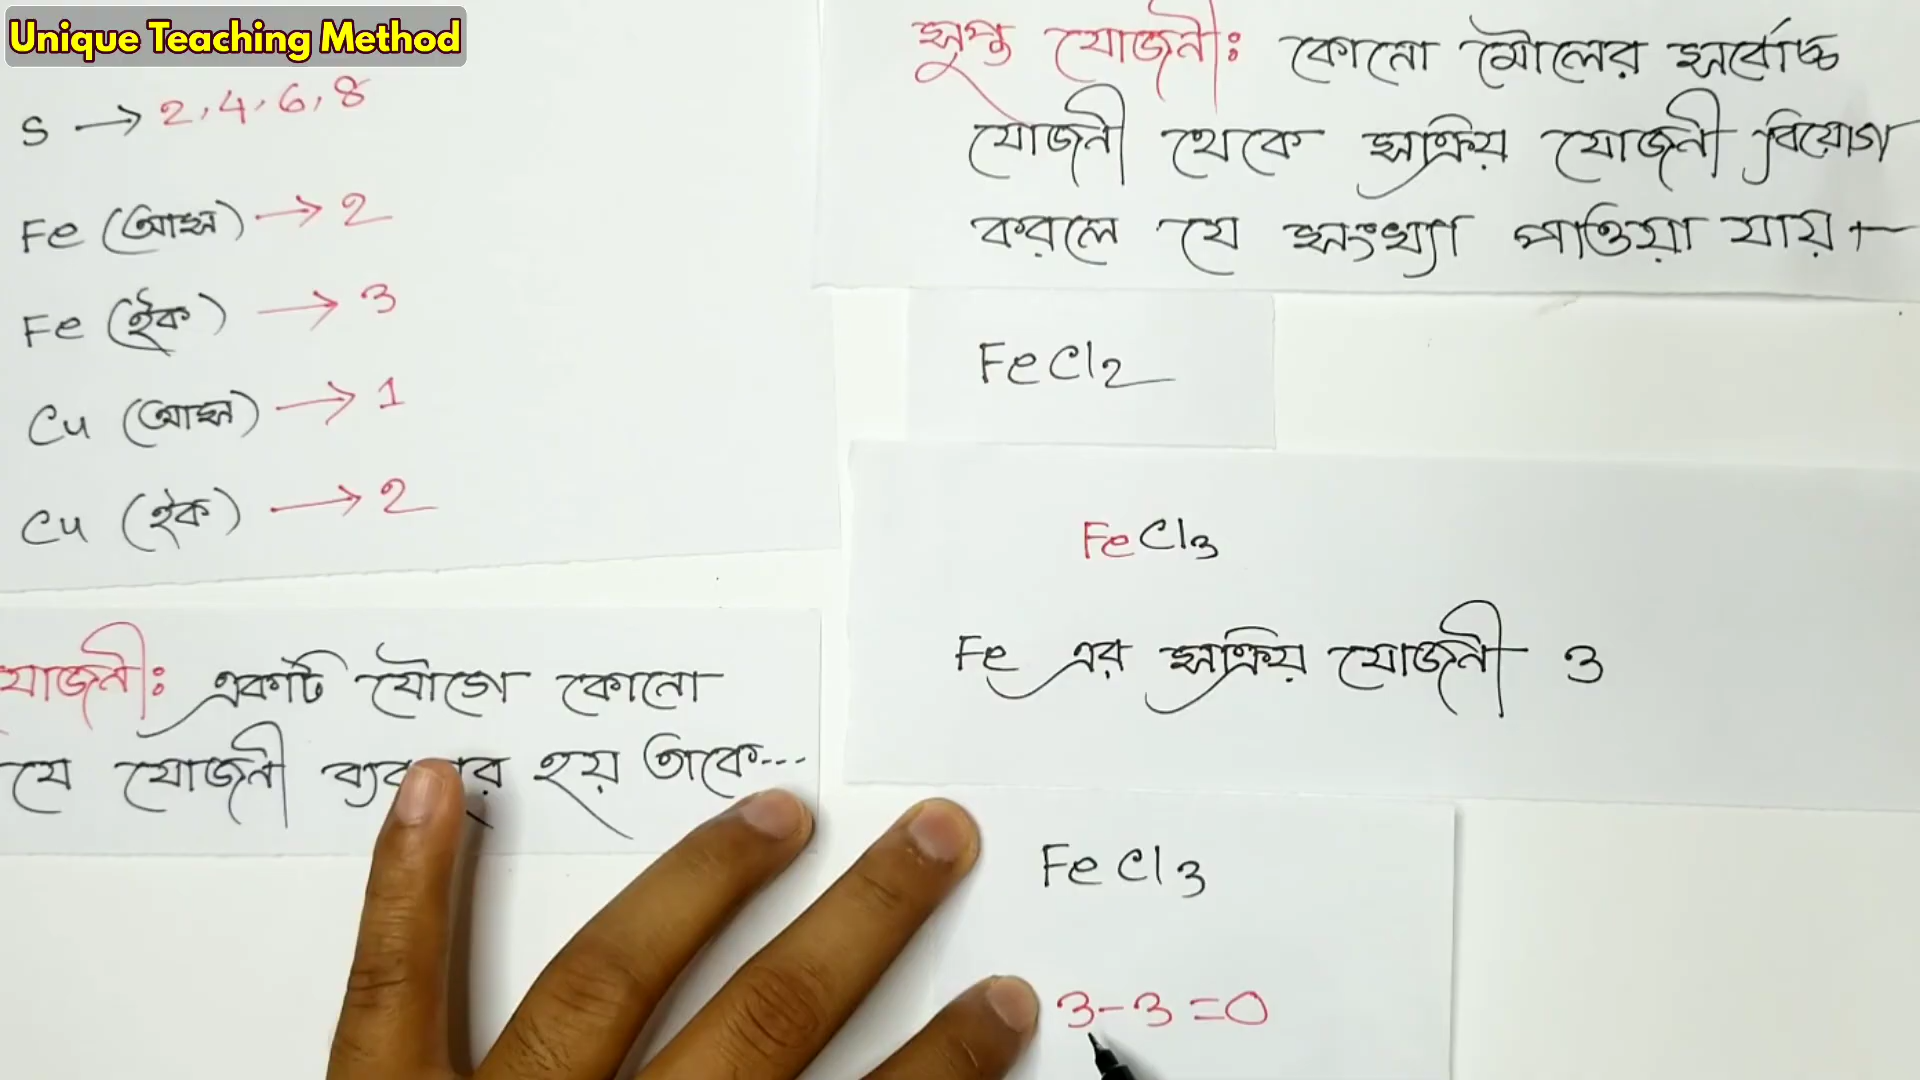 Unique Teaching Method
S → 2, 4, 6, 8
Fe (আস) → 2
Fe (ইক) → 3
Cu (আস) → 1
Cu (ইক) → 2
যোজনীঃ একটি যৌগে কোনো
যে যোজনী হয় তাকে---
সুপ্ত যোজনীঃ কোনো মৌলের সর্বোচ্চ
যোজনী থেকে সক্রিয় যোজনী বিয়োগ
করলে যে সংখ্যা পাওয়া যায়।
FeCl2
FeCl3
Fe এর সক্রিয় যোজনী 3
FeCl3
3-3=0